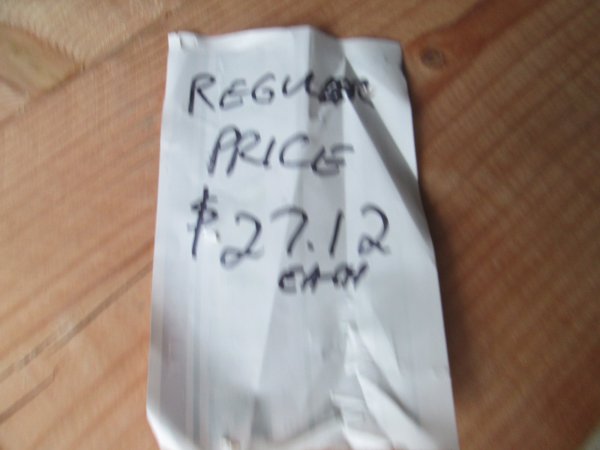 REGULAR
PRICE
$.27.12
EACH